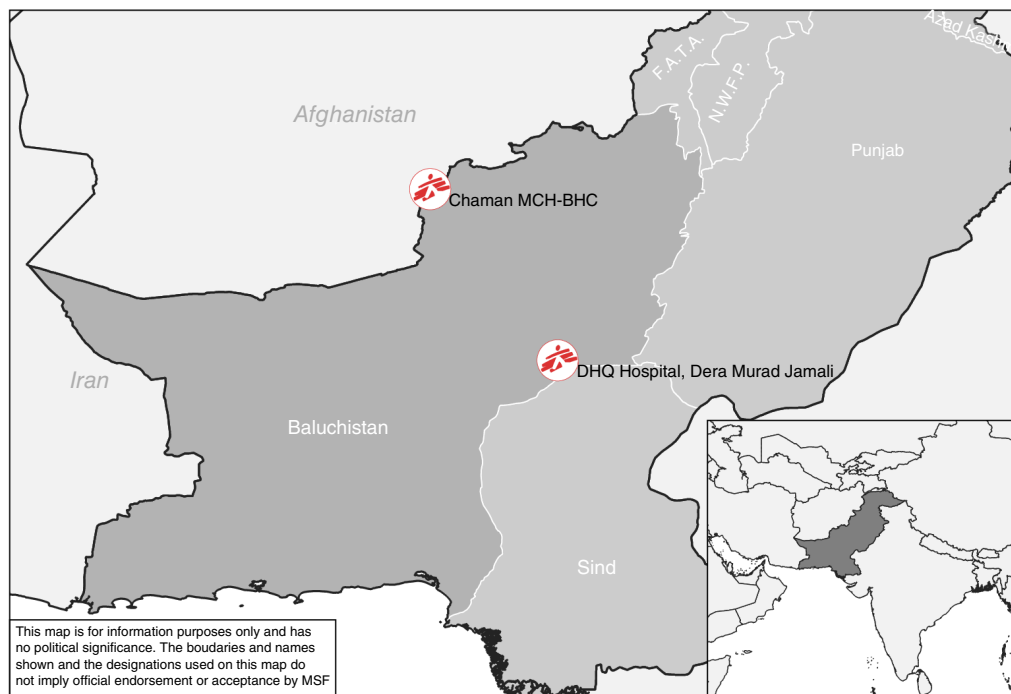 Azad Kash
F.A.T.A.
N.W.F.P.
Afghanistan
Punjab
Chaman MCH-BHC
DHQ Hospital, Dera Murad Jamali
Iran
Baluchistan
Sind
This map is for information purposes only and has
no political significance. The boudaries and names
shown and the designations used on this map do
not imply official endorsement or acceptance by MSF